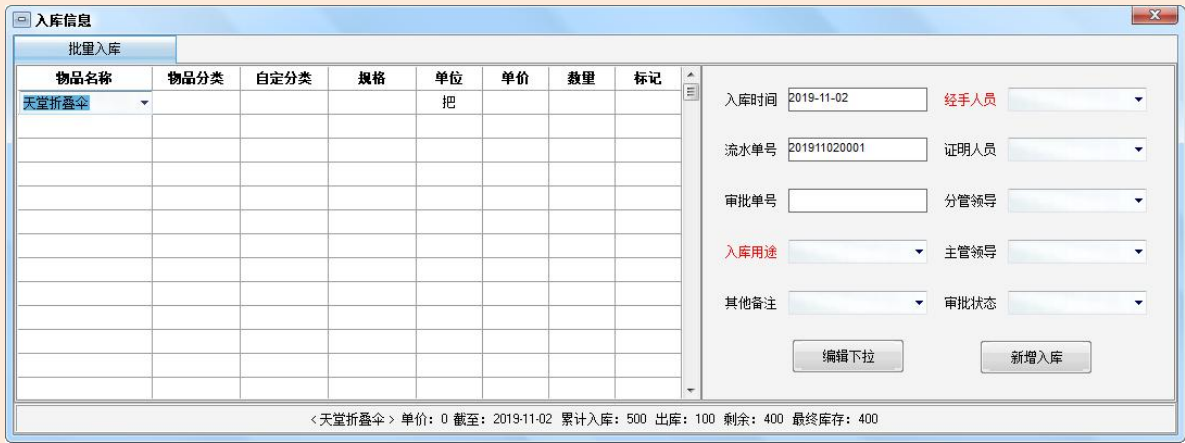 入库信息
批量入库
物品名称 物品分类 自定分类 规格 单位 单价 数量 标记
天堂折叠伞 把
入库时间 2019-11-02 经手人员
流水单号 201911020001 证明人员
审批单号 分管领导
入库用途 主管领导
其他备注 审批状态
编辑下拉 新增入库
<天堂折叠伞> 单价: 0 截至: 2019-11-02 累计入库: 500 出库: 100 剩余: 400 最终库存: 400